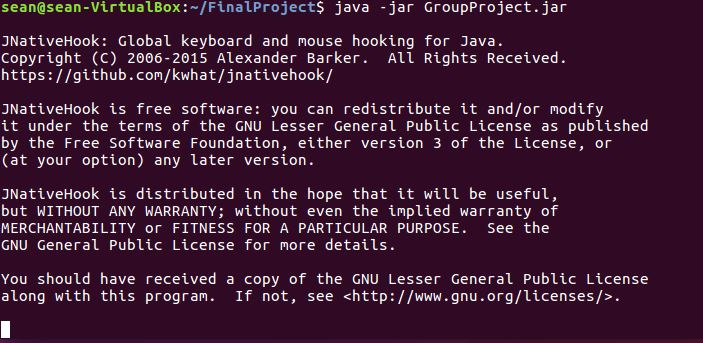 sean@sean-VirtualBox:~/FinalProject$ java -jar GroupProject.jar
JNativeHook: Global keyboard and mouse hooking for Java.
Copyright (C) 2006-2015 Alexander Barker.  All Rights Received.
https://github.com/kwhat/jnativehook/
JNativeHook is free software: you can redistribute it and/or modify
it under the terms of the GNU Lesser General Public License as published
by the Free Software Foundation, either version 3 of the License, or
(at your option) any later version.
JNativeHook is distributed in the hope that it will be useful,
but WITHOUT ANY WARRANTY; without even the implied warranty of
MERCHANTABILITY or FITNESS FOR A PARTICULAR PURPOSE.  See the
GNU General Public License for more details.
You should have received a copy of the GNU Lesser General Public License
along with this program.  If not, see <http://www.gnu.org/licenses/>.